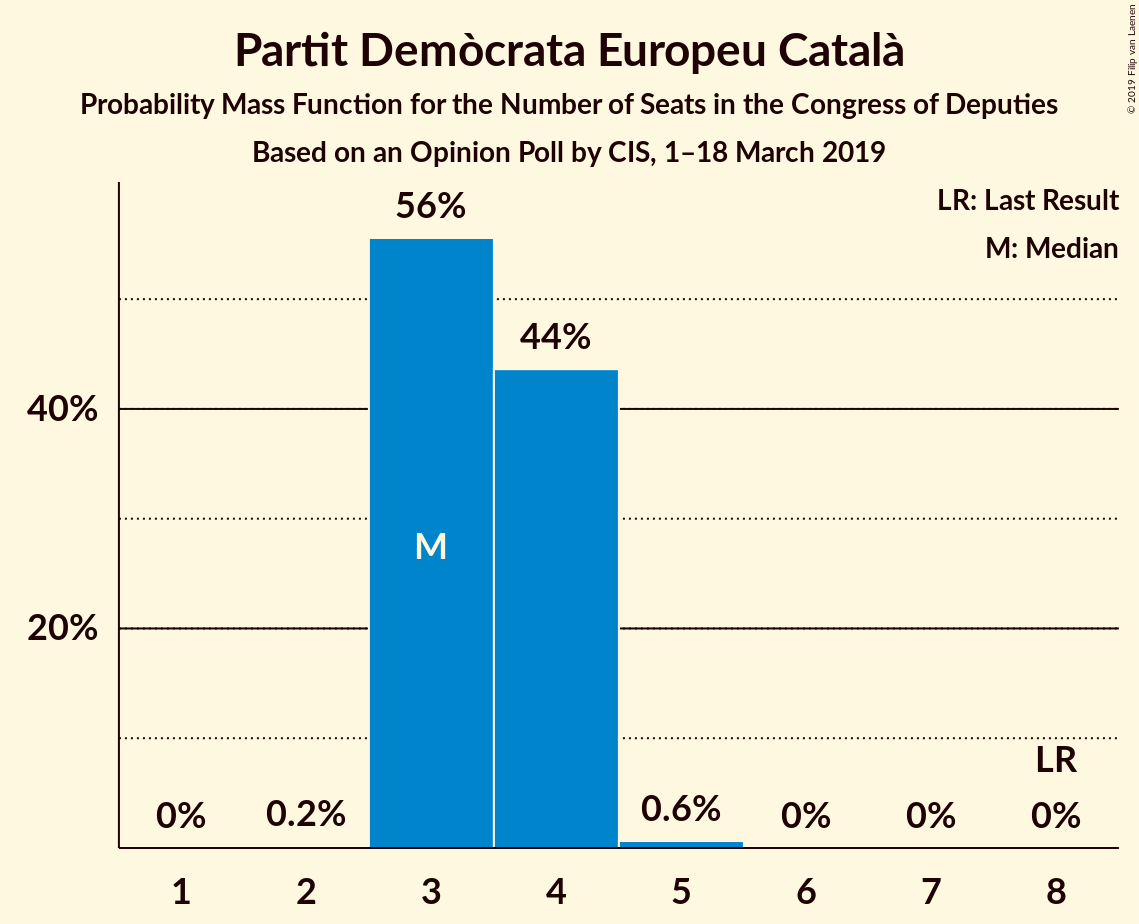 Partit Demòcrata Europeu Català
Probability Mass Function for the Number of Seats in the Congress of Deputies
Based on an Opinion Poll by CIS, 1–18 March 2019
© 2019 Filip van Laenen
LR: Last Result
M: Median
56%
44%
40%
M
20%
LR
0% 0.2% 0.6% 0% 0% 0%
1 2 3 4 5 6 7 8